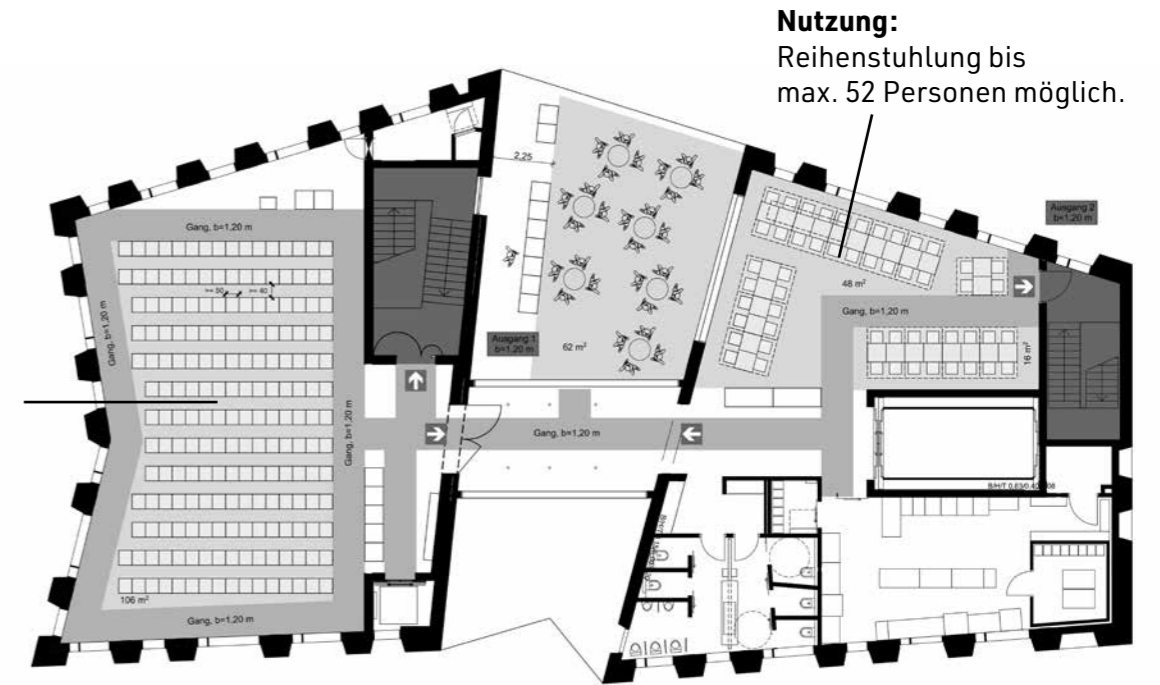 Nutzung:
Reihenstuhlung bis
max. 52 Personen möglich.
2,25
Ausgang 2
b=1,20 m
Gang, b=1,20 m
>= 50
>= 40
48 m²
Gang, b=1,20 m
Gang, b=1,20 m
Ausgang 1
b=1,20 m
62 m²
16 m²
Gang, b=1,20 m
Gang, b=1,20 m
106 m²
Gang, b=1,20 m